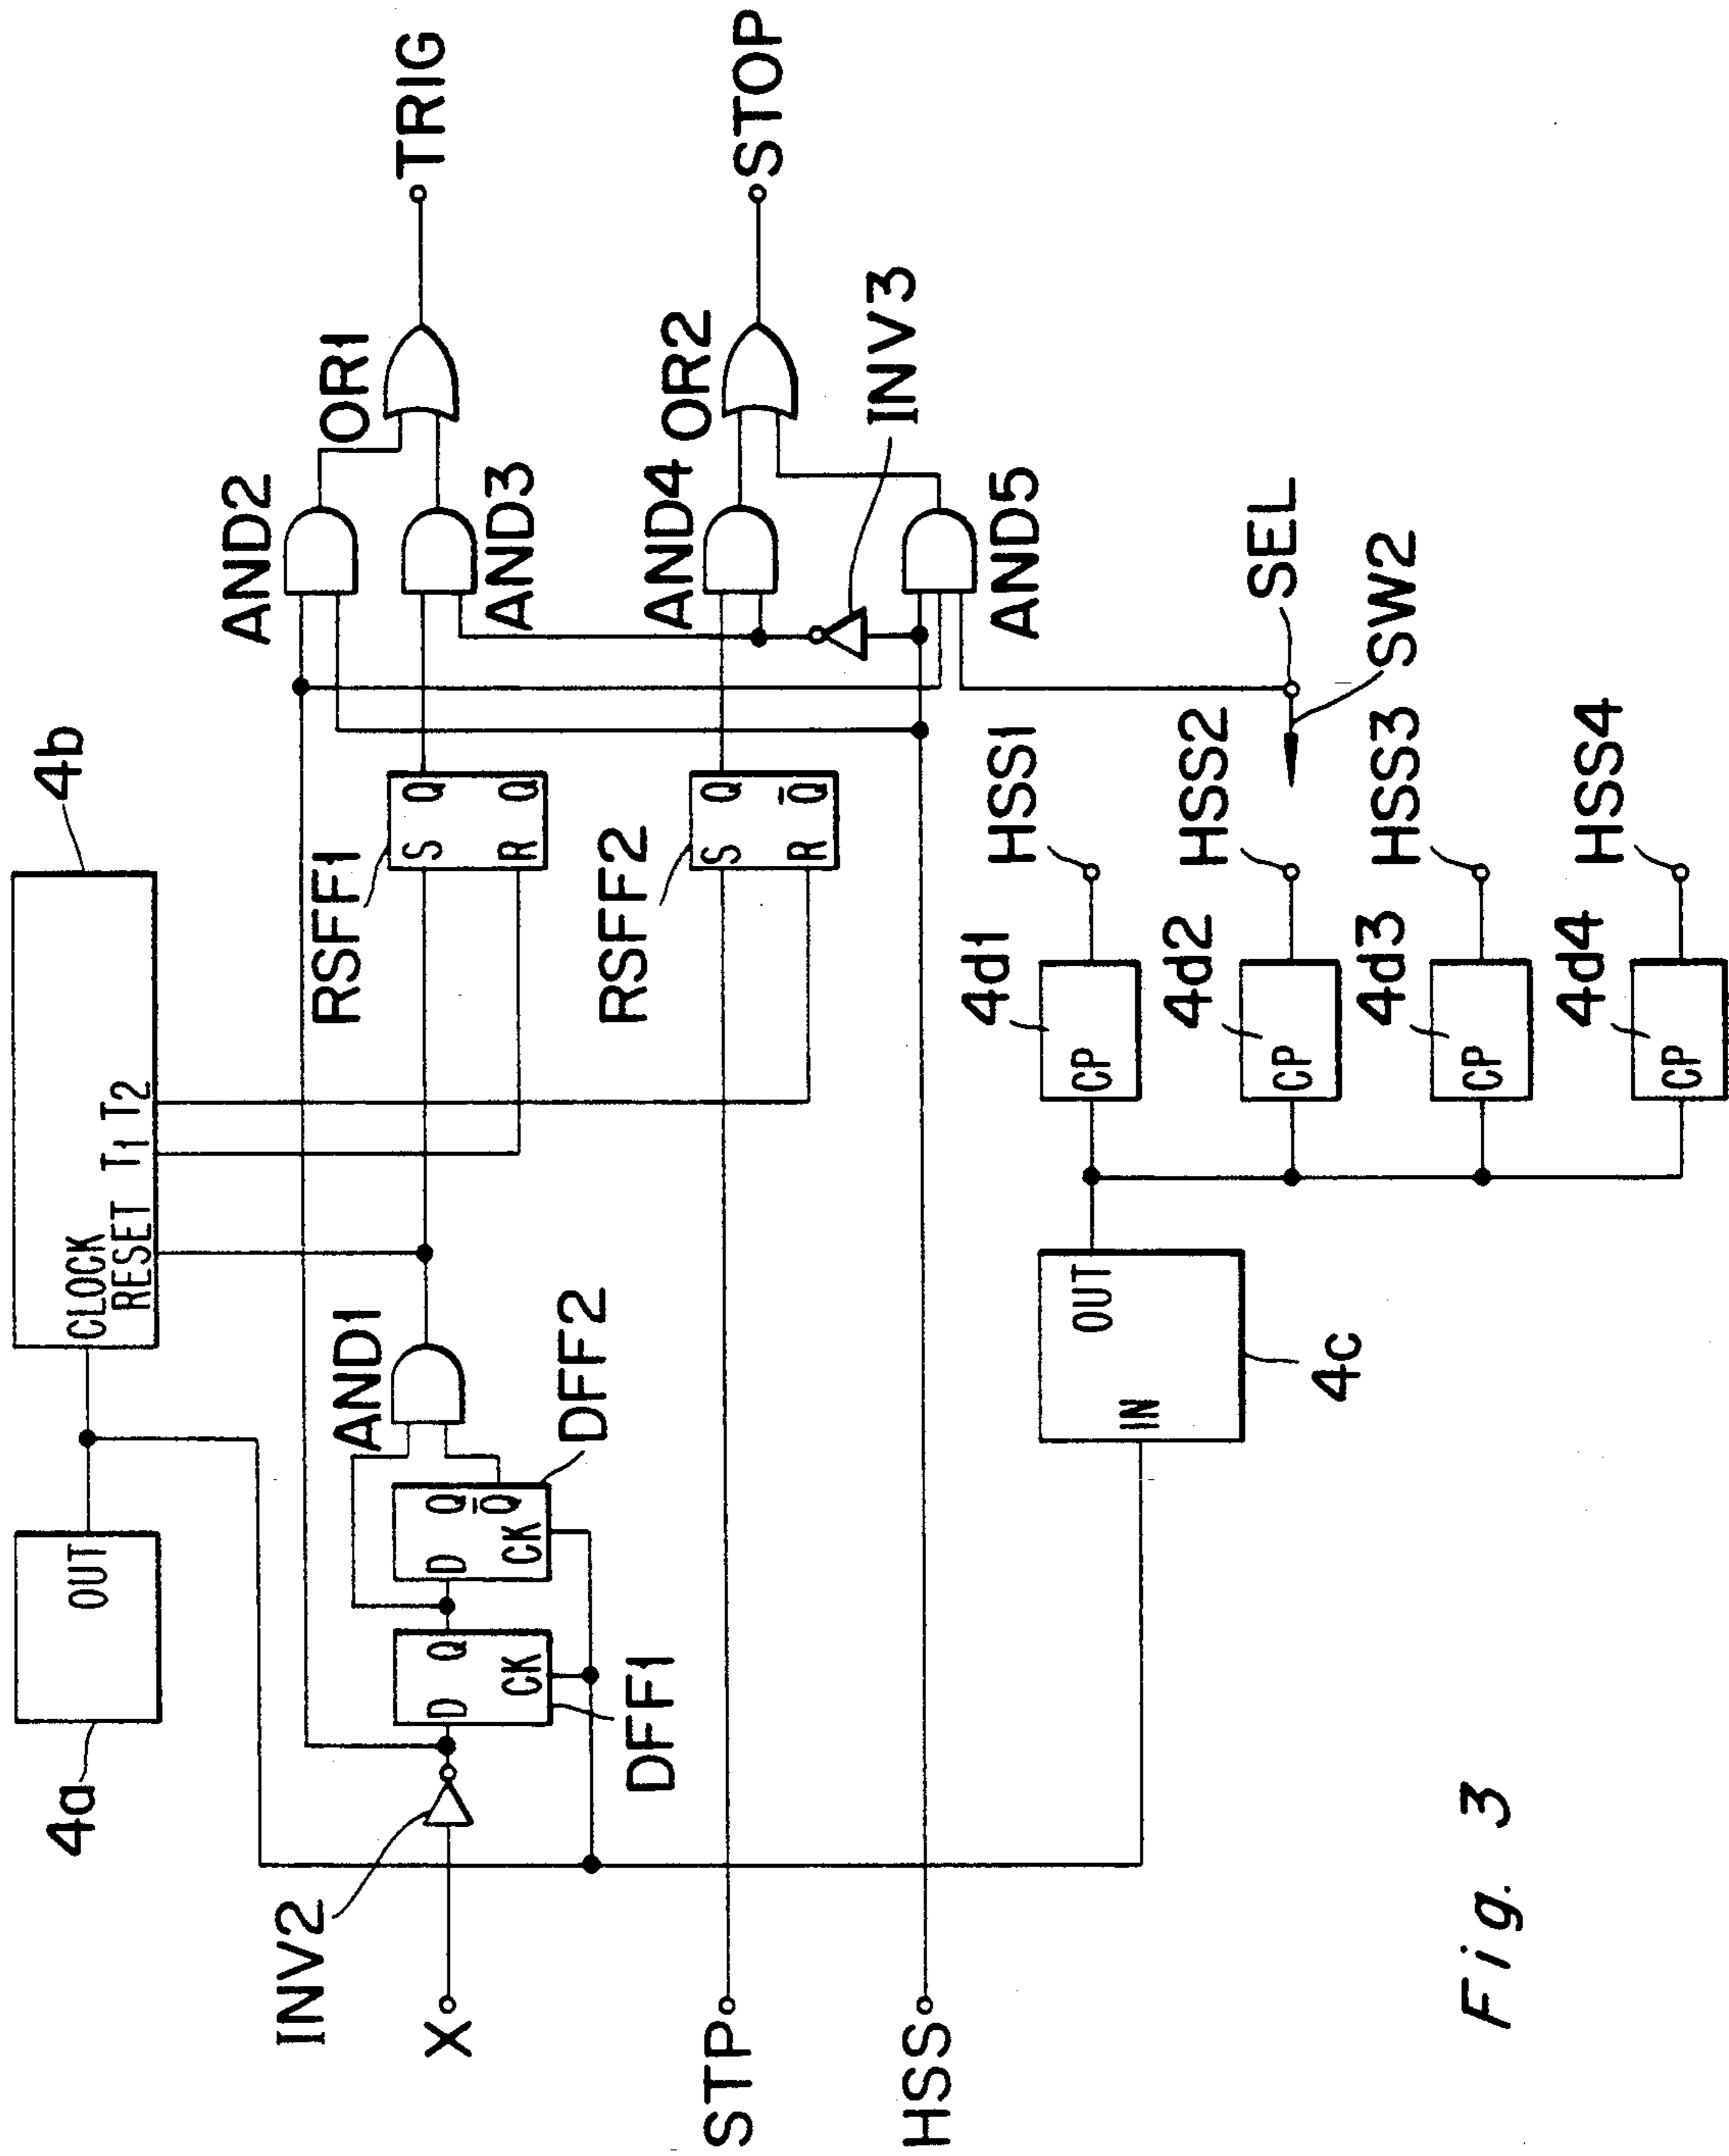 4a
OUT
4b
CLOCK
RESET T1 T2
INV2
X
D Q
CK
DFF1
D Q
Q̅
CK
DFF2
AND1
RSFF1
S Q
R Q
RSFF2
S Q
R Q̅
AND2
AND3
OR1
TRIG
AND4
OR2
STOP
INV3
AND5
STP
HSS
SEL
SW2
4c
IN
OUT
4d1
CP
HSS1
4d2
CP
HSS2
4d3
CP
HSS3
4d4
CP
HSS4
Fig. 3